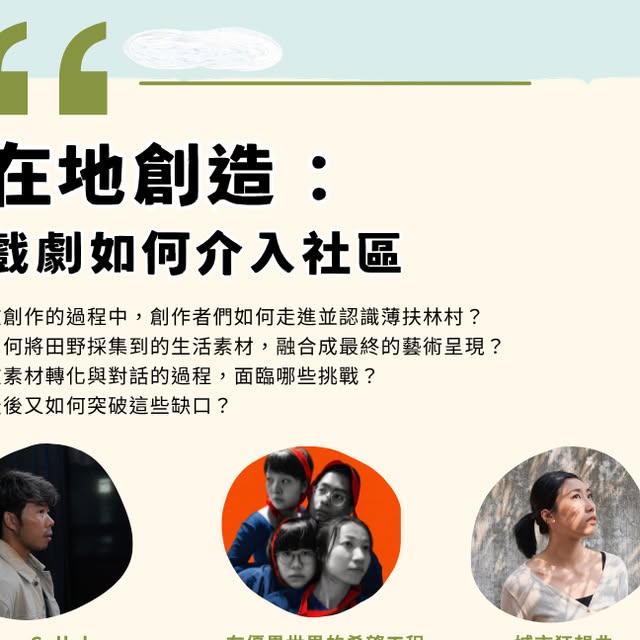 在地創造：
戲劇如何介入社區
創作的過程中，創作者們如何走進並認識薄扶林村？
何將田野採集到的生活素材，融合成最終的藝術呈現？
素材轉化與對話的過程，面臨哪些挑戰？
後又如何突破這些缺口？